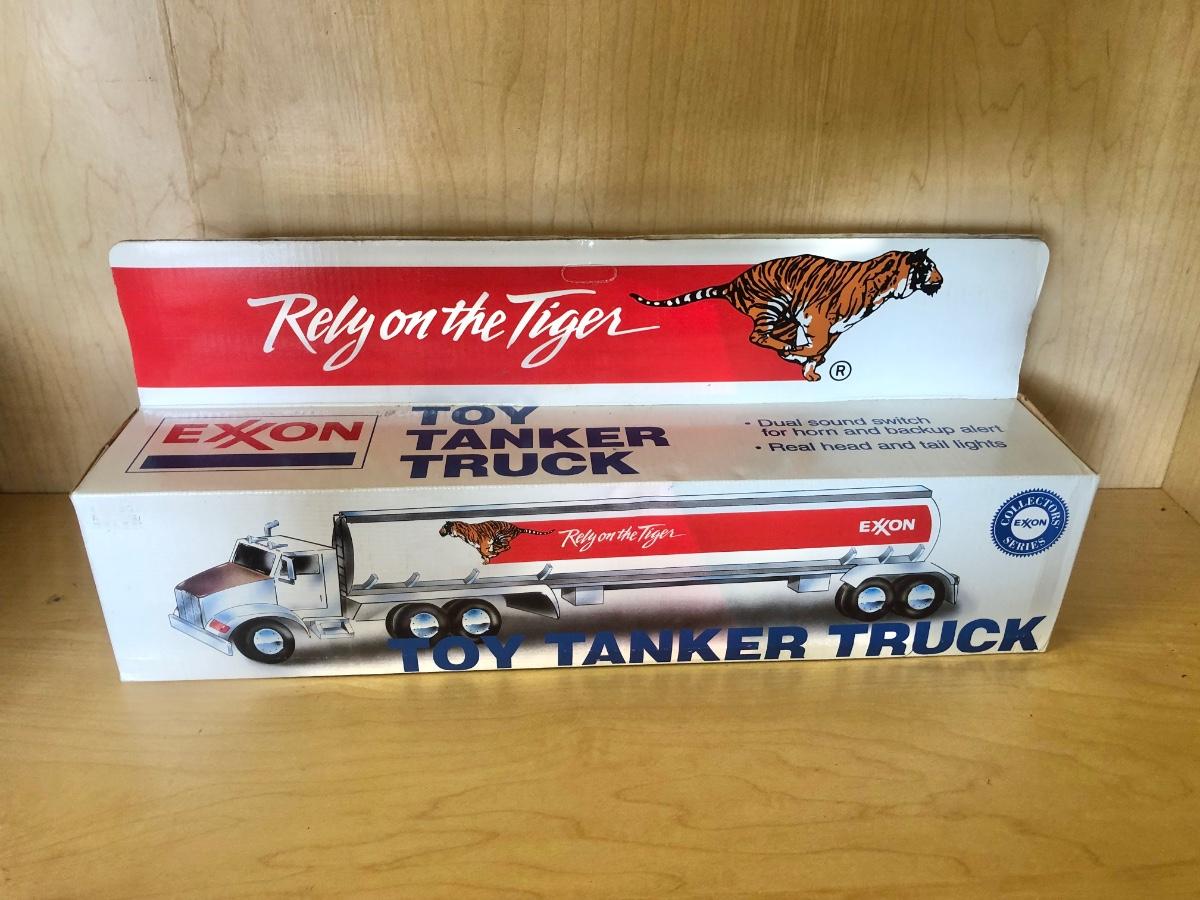 Rely on the Tiger
®
EXXON
TOY
TANKER
TRUCK
• Dual sound switch
for horn and backup alert
• Real head and tail lights
Rely on the Tiger
EXXON
COLLECTORS
EXXON
SERIES
TOY TANKER TRUCK